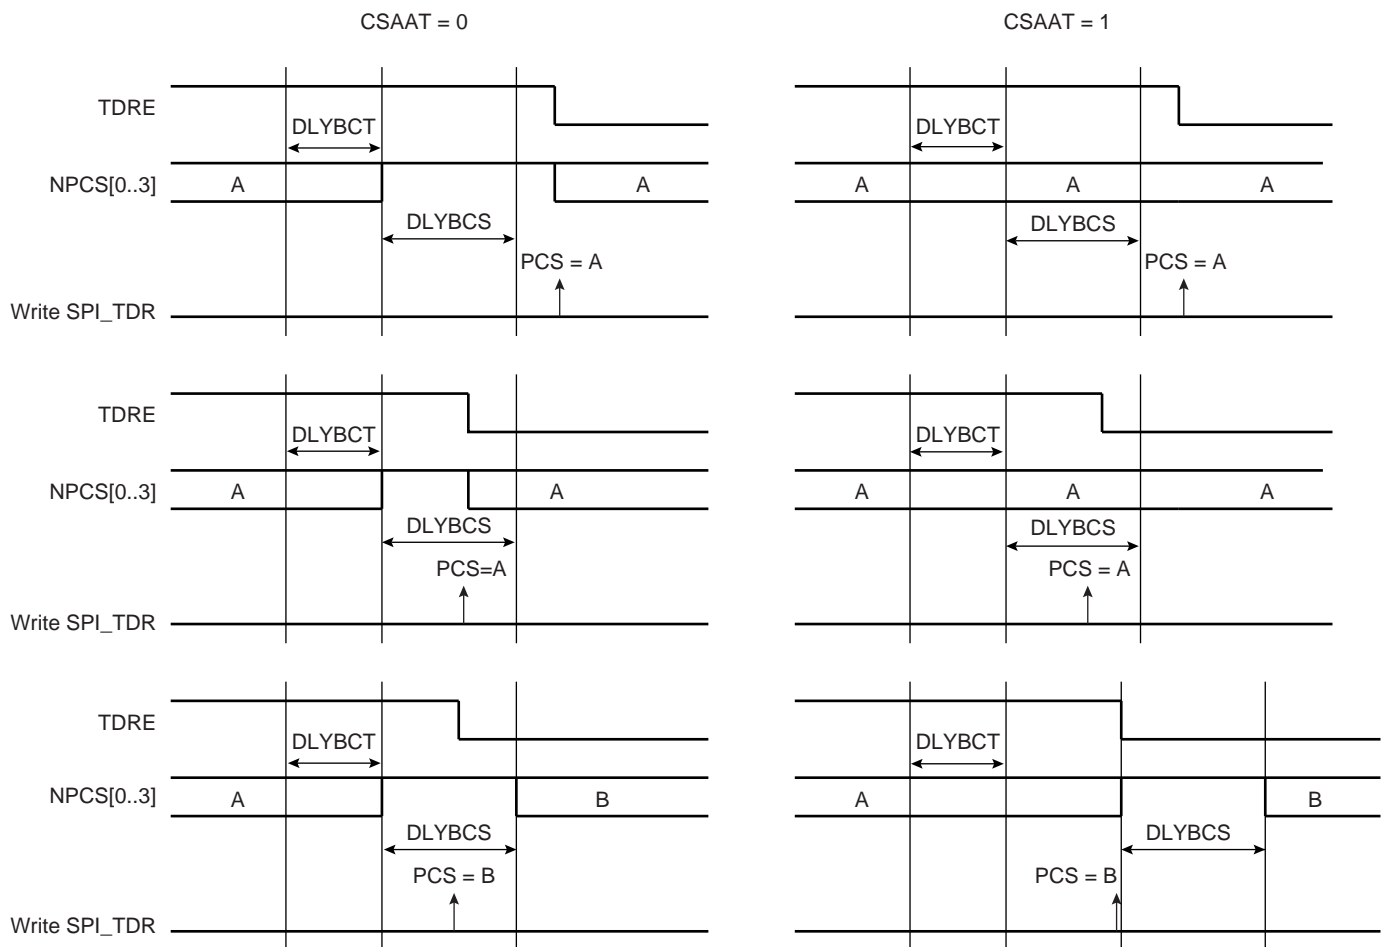 CSAAT = 0
CSAAT = 1
TDRE
DLYBCT
DLYBCT
NPCS[0..3]
A
A
A
A
A
DLYBCS
DLYBCS
PCS = A
PCS = A
Write SPI_TDR
TDRE
DLYBCT
DLYBCT
NPCS[0..3]
A
A
A
A
A
DLYBCS
DLYBCS
PCS=A
PCS = A
Write SPI_TDR
TDRE
DLYBCT
DLYBCT
NPCS[0..3]
A
B
A
B
DLYBCS
DLYBCS
PCS = B
PCS = B
Write SPI_TDR